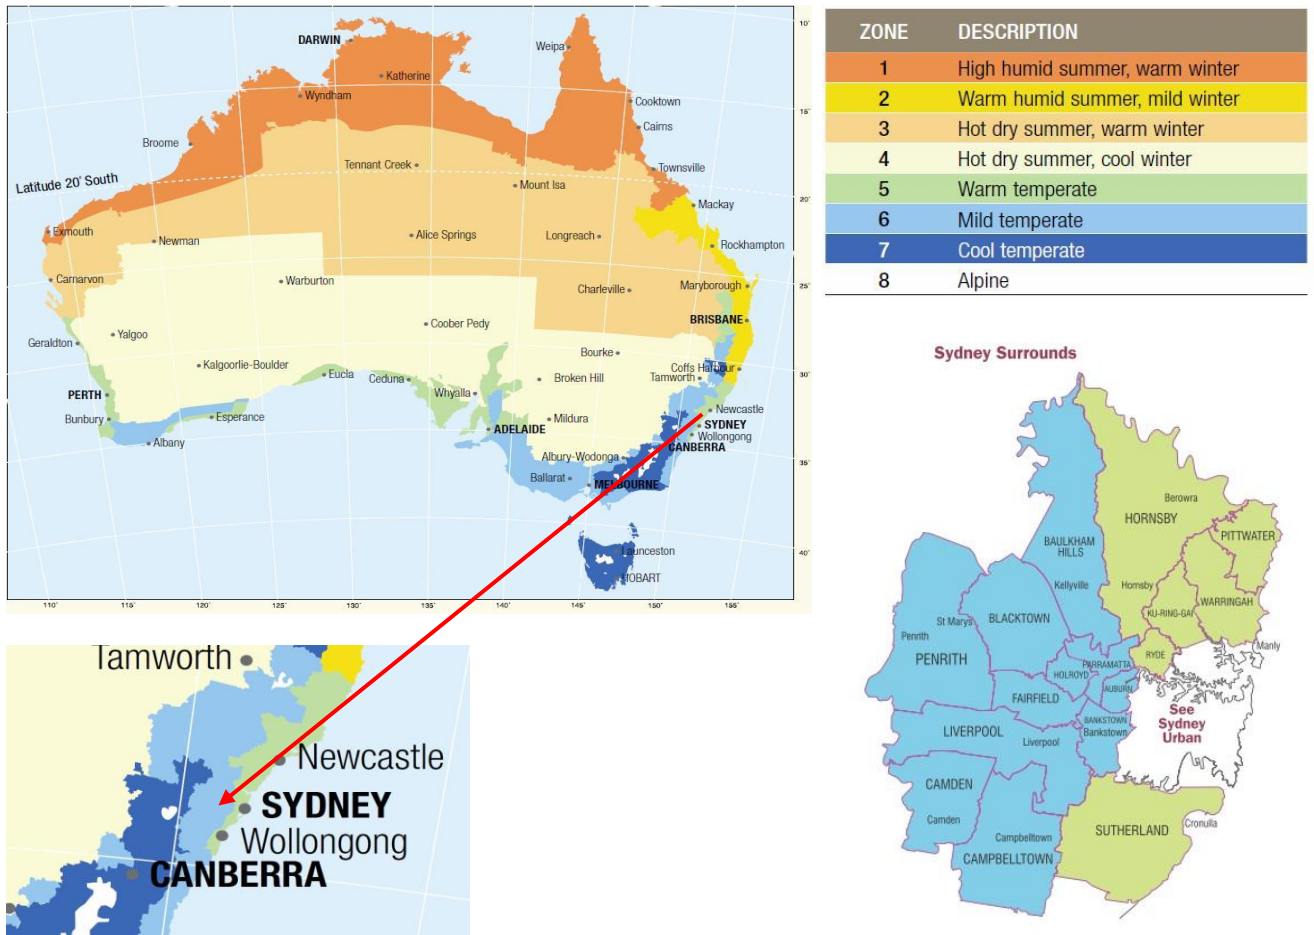 10°
DARWIN
Weipa
Katherine
Wyndham
Cooktown
15°
Cairns
Broome
Tennant Creek
Townsville
Latitude 20° South
Mount Isa
20°
Mackay
Exmouth
Newman
Alice Springs
Longreach
Rockhampton
Carnarvon
Warburton
Charleville
Maryborough
25°
Coober Pedy
BRISBANE
Yalgoo
Geraldton
Bourke
Kalgoorlie-Boulder
Eucla
Ceduna
Coffs Harbour
30°
Tamworth
Broken Hill
PERTH
Whyalla
Newcastle
Bunbury
Esperance
Mildura
SYDNEY
ADELAIDE
Wollongong
Albany
CANBERRA
Albury-Wodonga
35°
Ballarat
MELBOURNE
Launceston
40°
HOBART
110° 115° 120° 125° 130° 135° 140° 145° 150° 155°
ZONE DESCRIPTION
1 High humid summer, warm winter
2 Warm humid summer, mild winter
3 Hot dry summer, warm winter
4 Hot dry summer, cool winter
5 Warm temperate
6 Mild temperate
7 Cool temperate
8 Alpine
Tamworth
Newcastle
SYDNEY
Wollongong
CANBERRA
Sydney Surrounds
Berowra
HORNSBY
PITTWATER
BAULKHAM
HILLS
Kellyville
Hornsby
WARRINGAH
KU-RING-GAI
St Marys
BLACKTOWN
Penrith
PENRITH
RYDE
Manly
PARRAMATTA
HOLROYD
AUBURN
FAIRFIELD
See
Sydney
Urban
BANKSTOWN
Bankstown
LIVERPOOL
Liverpool
CAMDEN
Camden
Campbelltown
CAMPBELLTOWN
SUTHERLAND
Cronulla